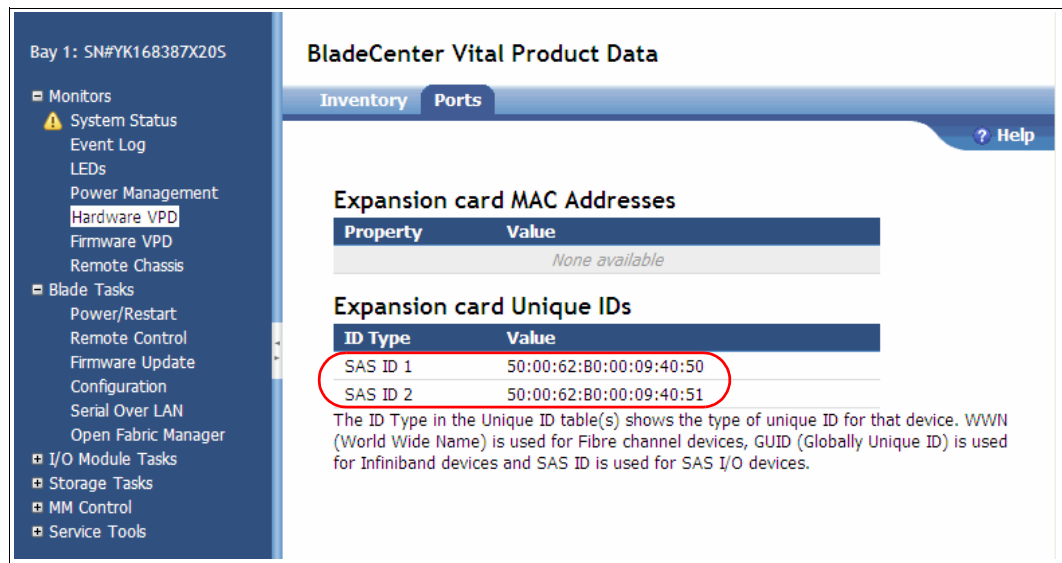 Bay 1: SN#YK168387X20S
Monitors
System Status
Event Log
LEDs
Power Management
Hardware VPD
Firmware VPD
Remote Chassis
Blade Tasks
Power/Restart
Remote Control
Firmware Update
Configuration
Serial Over LAN
Open Fabric Manager
I/O Module Tasks
Storage Tasks
MM Control
Service Tools
BladeCenter Vital Product Data
Inventory Ports
? Help
Expansion card MAC Addresses
Property Value
None available
Expansion card Unique IDs
ID Type Value
SAS ID 1 50:00:62:B0:00:09:40:50
SAS ID 2 50:00:62:B0:00:09:40:51
The ID Type in the Unique ID table(s) shows the type of unique ID for that device. WWN
(World Wide Name) is used for Fibre channel devices, GUID (Globally Unique ID) is used
for Infiniband devices and SAS ID is used for SAS I/O devices.